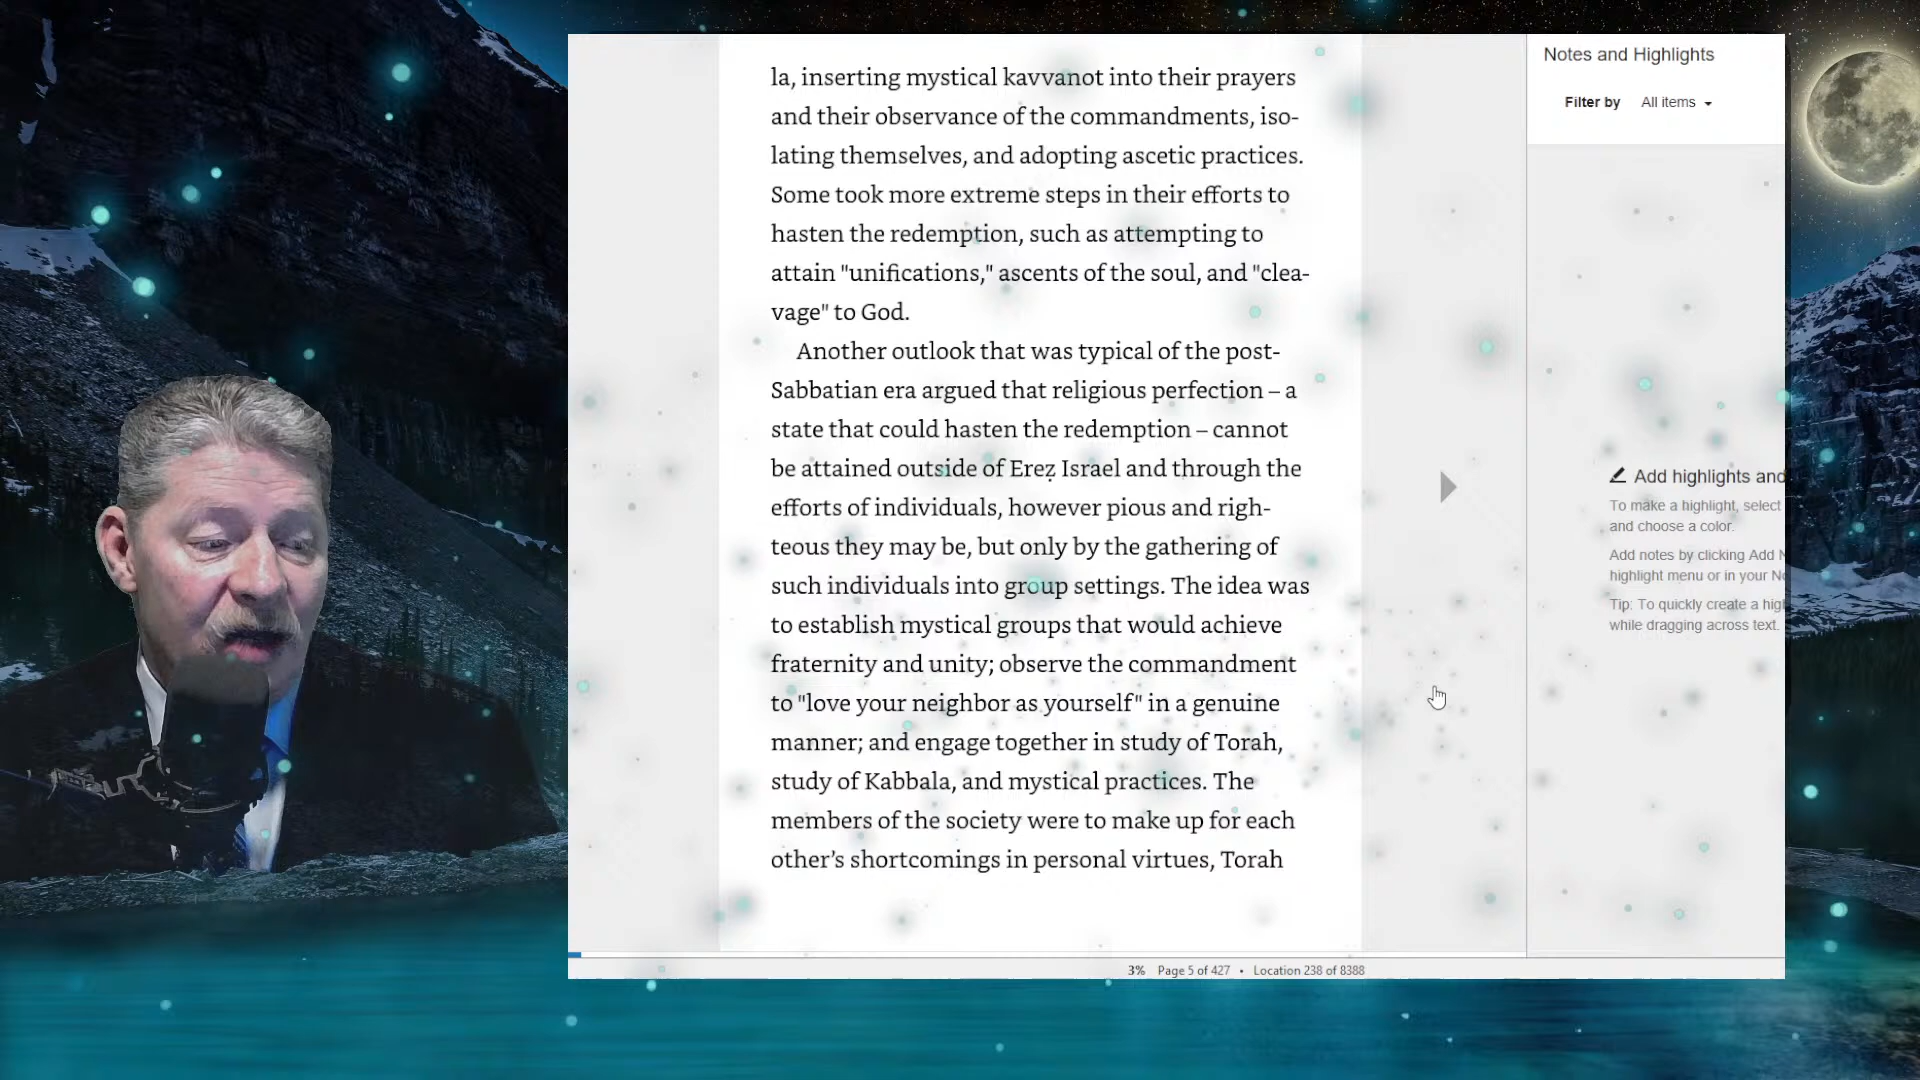 la, inserting mystical kavvanot into their prayers
and their observance of the commandments, iso-
lating themselves, and adopting ascetic practices.
Some took more extreme steps in their efforts to
hasten the redemption, such as attempting to
attain "unifications," ascents of the soul, and "clea-
vage" to God.
Another outlook that was typical of the post-
Sabbatian era argued that religious perfection – a
state that could hasten the redemption – cannot
be attained outside of Ereẓ Israel and through the
efforts of individuals, however pious and righ-
teous they may be, but only by the gathering of
such individuals into group settings. The idea was
to establish mystical groups that would achieve
fraternity and unity; observe the commandment
to "love your neighbor as yourself" in a genuine
manner; and engage together in study of Torah,
study of Kabbala, and mystical practices. The
members of the society were to make up for each
other’s shortcomings in personal virtues, Torah
3% Page 5 of 427 • Location 238 of 8388
Notes and Highlights
Filter by All items
Add highlights and
To make a highlight, select
and choose a color.
Add notes by clicking Add N
highlight menu or in your No
Tip: To quickly create a high
while dragging across text.